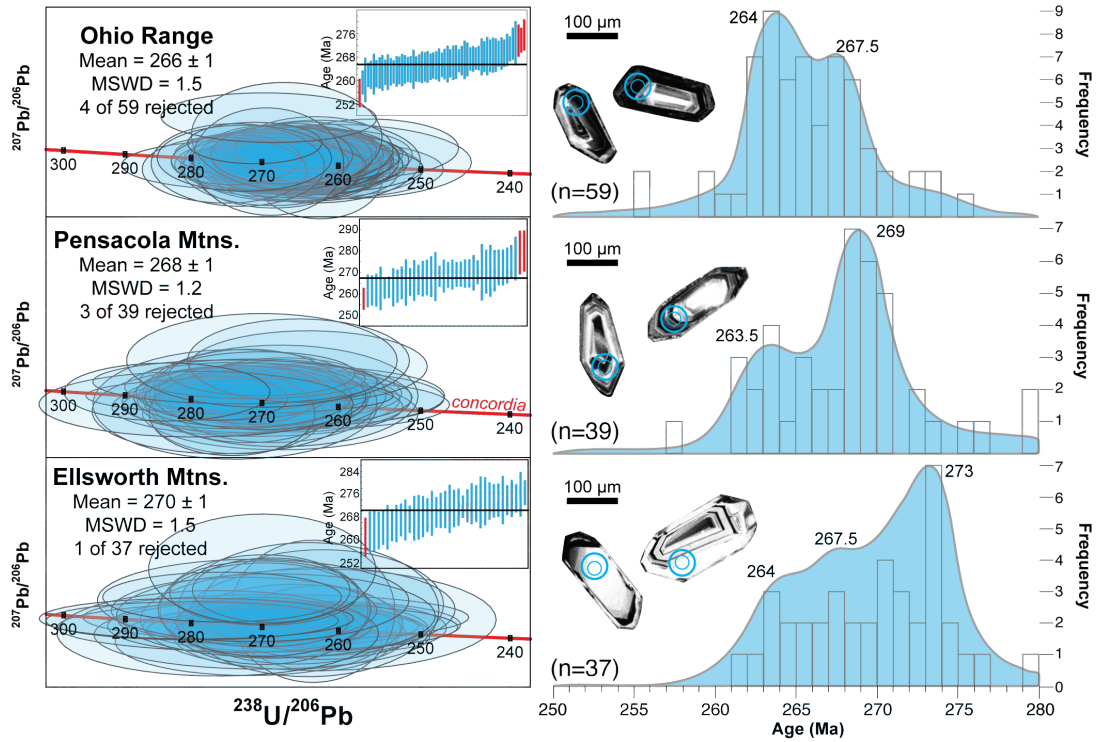 Ohio Range
Mean = 266 ± 1
MSWD = 1.5
4 of 59 rejected
207Pb/206Pb
300
290
280
270
260
250
240
Age (Ma)
276
268
260
252
100 µm
264
267.5
(n=59)
9
8
7
6
5
4
3
2
1
Frequency
Pensacola Mtns.
Mean = 268 ± 1
MSWD = 1.2
3 of 39 rejected
207Pb/206Pb
300
290
280
270
260
250
240
concordia
Age (Ma)
290
280
270
260
250
100 µm
263.5
269
(n=39)
7
6
5
4
3
2
1
Frequency
Ellsworth Mtns.
Mean = 270 ± 1
MSWD = 1.5
1 of 37 rejected
207Pb/206Pb
300
290
280
270
260
250
240
Age (Ma)
284
276
268
260
252
238U/206Pb
100 µm
264
267.5
273
(n=37)
7
6
5
4
3
2
1
0
Frequency
250
255
260
265
270
275
280
Age (Ma)